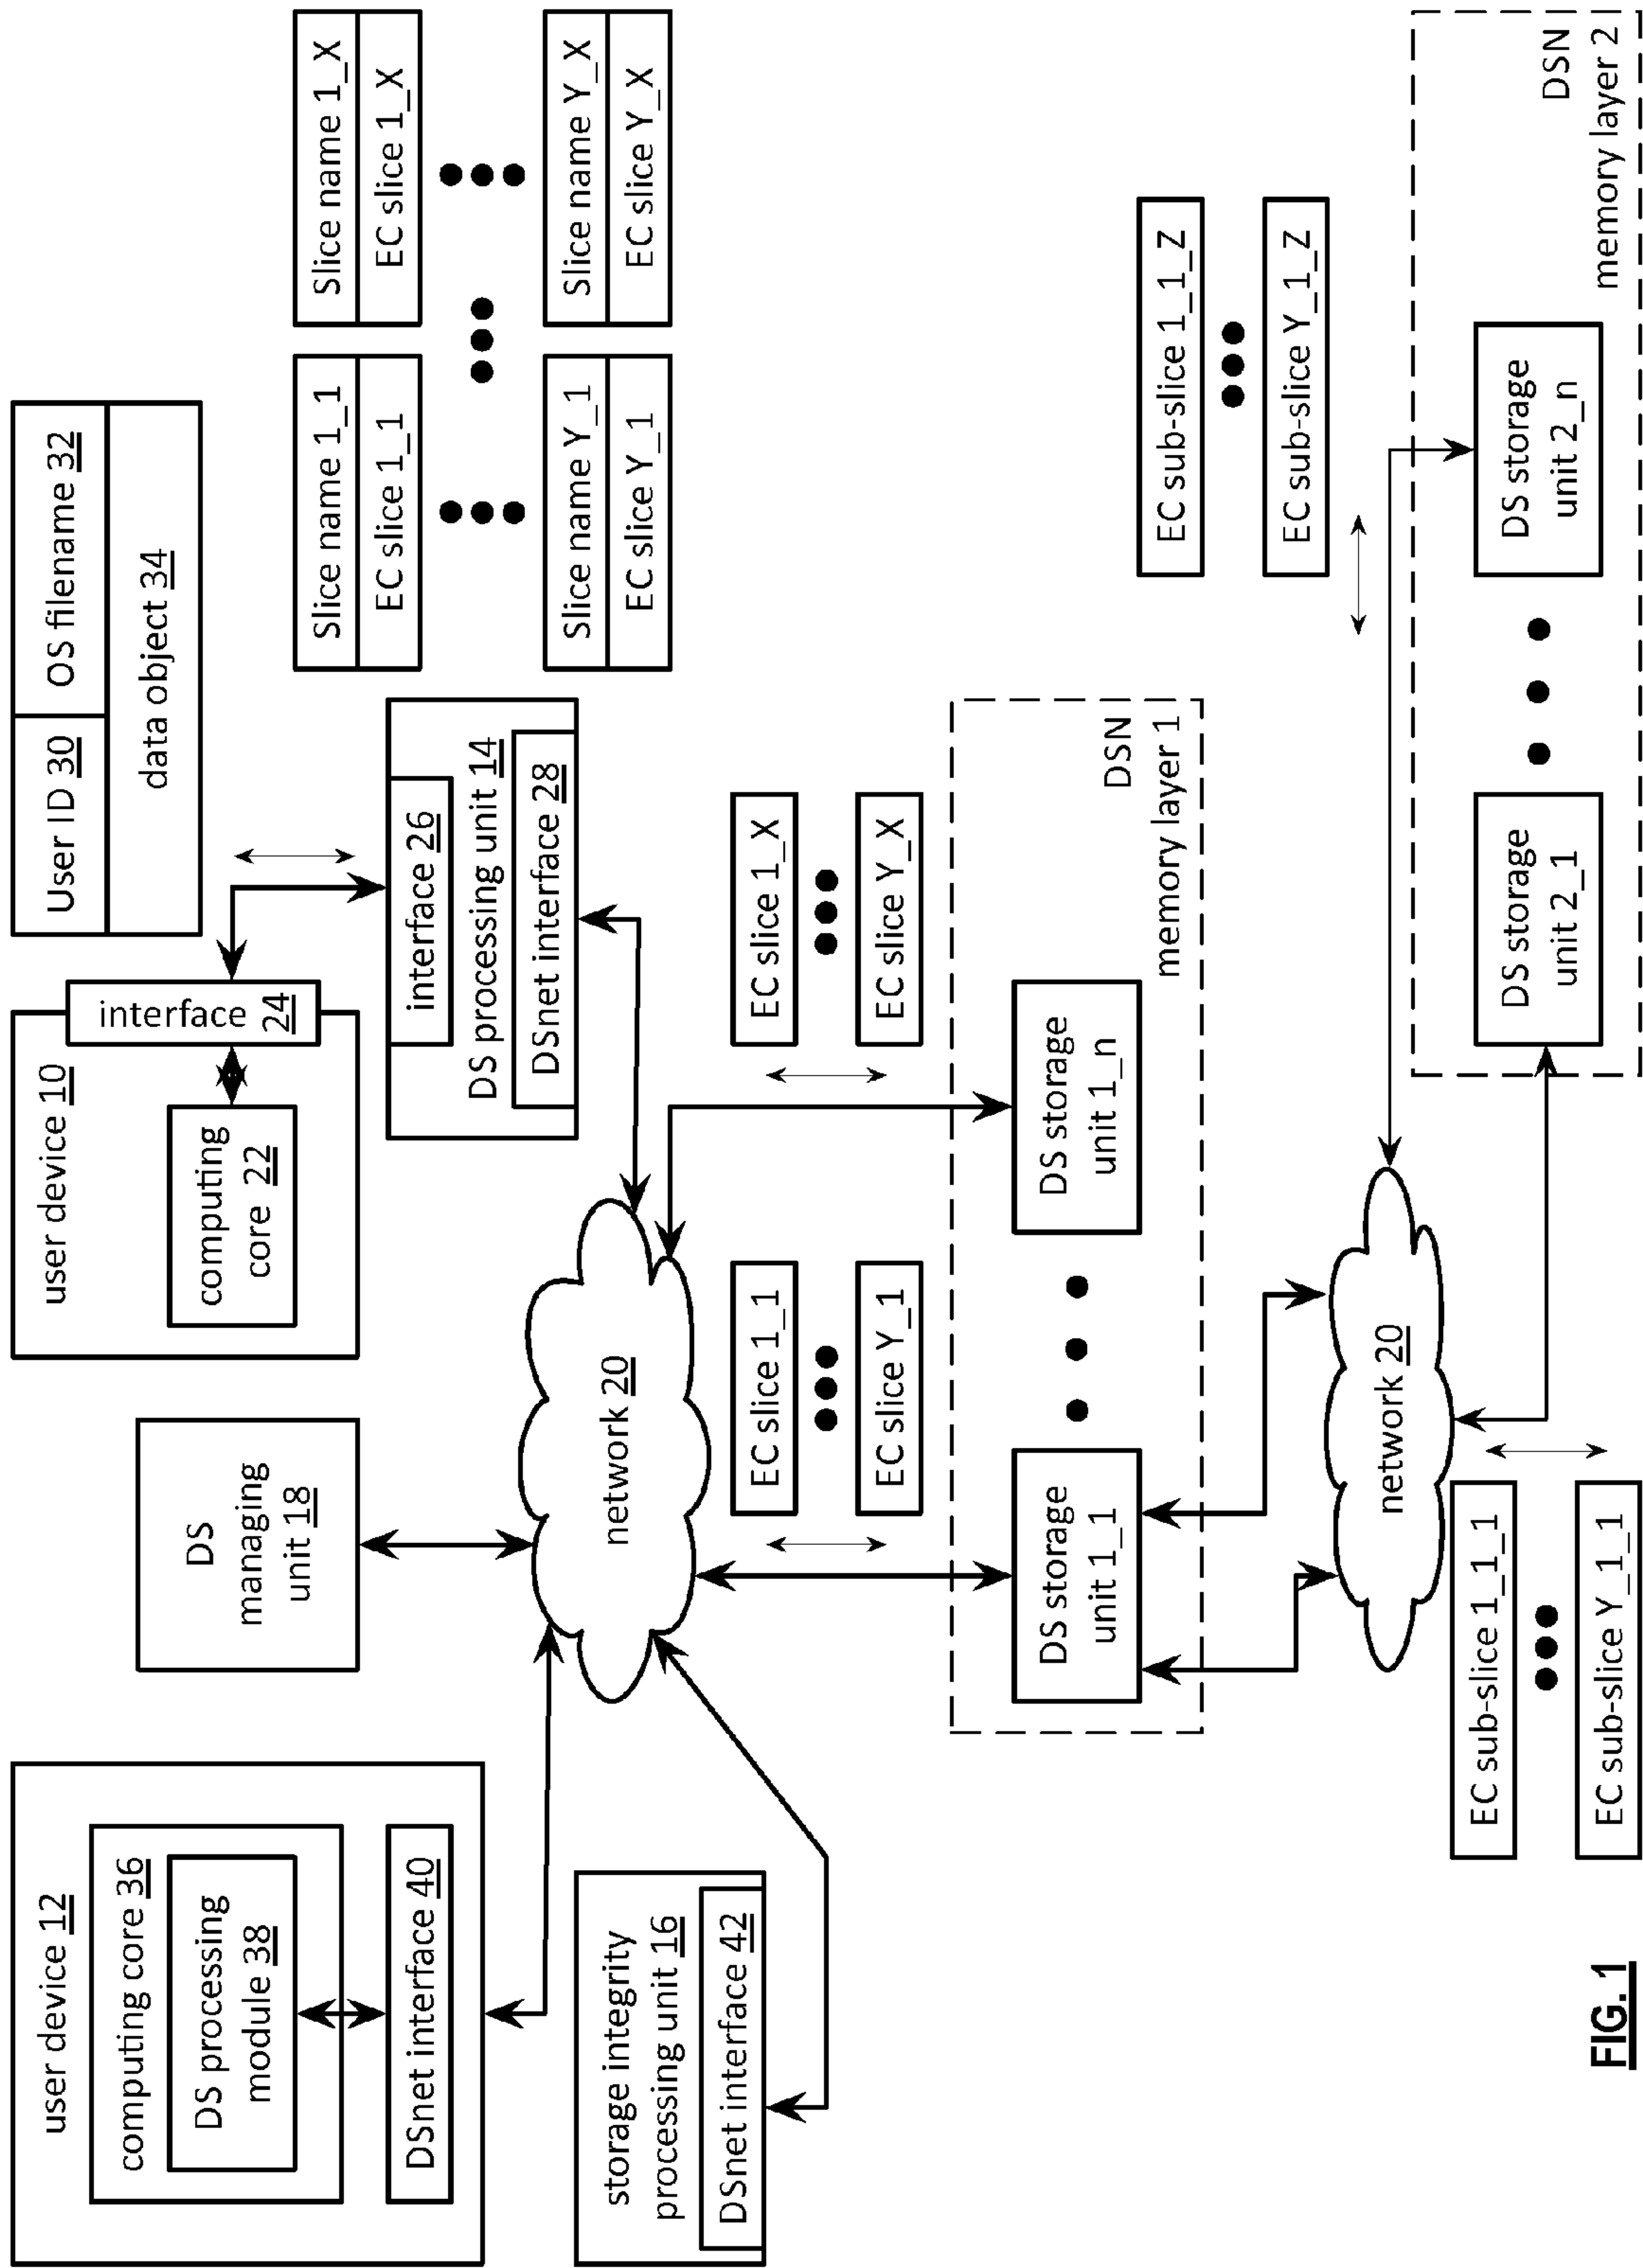 user device 12
computing core 36
DS processing
module 38
DSnet interface 40
DS
managing
unit 18
user device 10
computing
core 22
interface 24
User ID 30
OS filename 32
data object 34
storage integrity
processing unit 16
DSnet interface 42
network 20
interface 26
DS processing unit 14
DSnet interface 28
Slice name 1_1
EC slice 1_1
Slice name 1_X
EC slice 1_X
Slice name Y_1
EC slice Y_1
Slice name Y_X
EC slice Y_X
EC slice 1_1
EC slice Y_1
EC slice 1_X
EC slice Y_X
DS storage
unit 1_1
DS storage
unit 1_n
DSN
memory layer 1
EC sub-slice 1_1_Z
EC sub-slice Y_1_Z
network 20
EC sub-slice 1_1_1
EC sub-slice Y_1_1
DS storage
unit 2_1
DS storage
unit 2_n
DSN
memory layer 2
FIG. 1